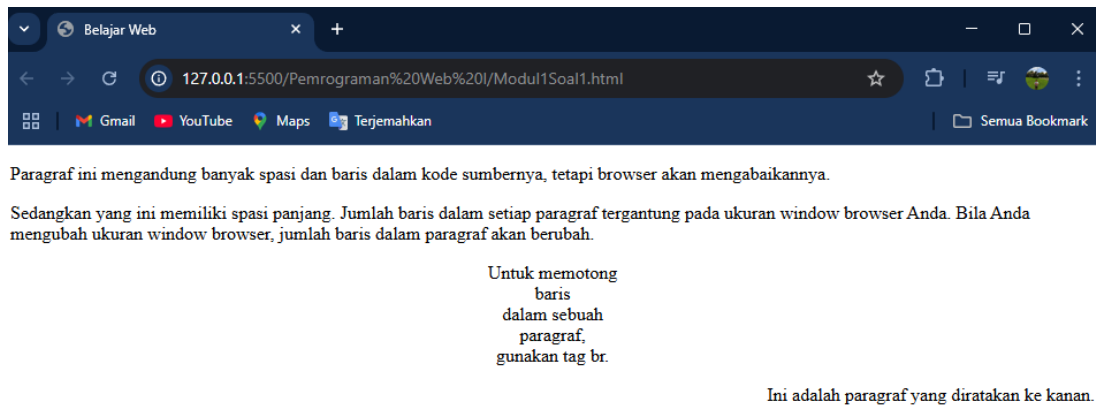 Belajar Web
127.0.0.1:5500/Pemrograman%20Web%20I/Modul1Soal1.html
Gmail YouTube Maps Terjemahkan Semua Bookmark
Paragraf ini mengandung banyak spasi dan baris dalam kode sumbernya, tetapi browser akan mengabaikannya.
Sedangkan yang ini memiliki spasi panjang. Jumlah baris dalam setiap paragraf tergantung pada ukuran window browser Anda. Bila Anda
mengubah ukuran window browser, jumlah baris dalam paragraf akan berubah.
Untuk memotong
baris
dalam sebuah
paragraf,
gunakan tag br.
Ini adalah paragraf yang diratakan ke kanan.